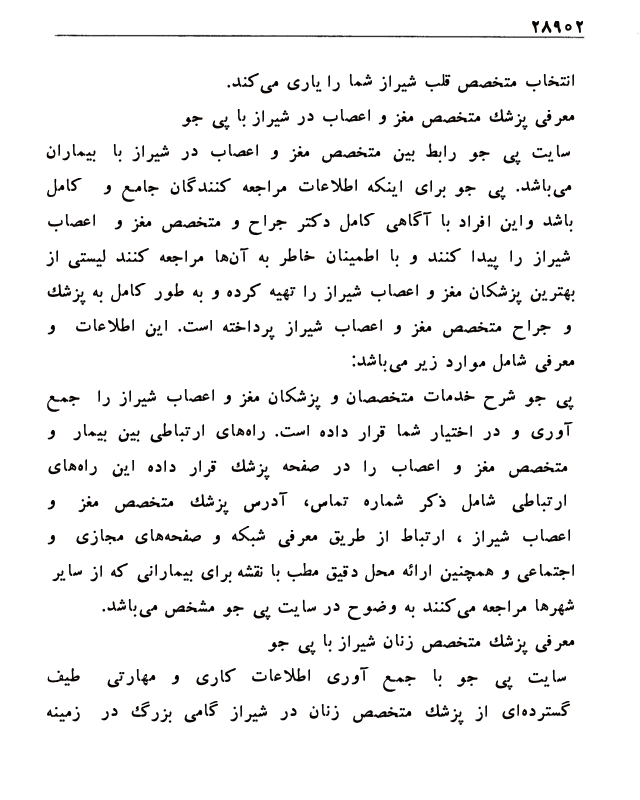 ۲۸۹۰۲
انتخاب متخصص قلب شیراز شما را یاری می‌کند.
معرفی پزشك متخصص مغز و اعصاب در شیراز با پی جو
سایت پی جو رابط بین متخصص مغز و اعصاب در شیراز با بیماران
می‌باشد. پی جو برای اینکه اطلاعات مراجعه کنندگان جامع و کامل
باشد واین افراد با آگاهی کامل دکتر جراح و متخصص مغز و اعصاب
شیراز را پیدا کنند و با اطمینان خاطر به آن‌ها مراجعه کنند لیستی از
بهترین پزشکان مغز و اعصاب شیراز را تهیه کرده و به طور کامل به پزشك
و جراح متخصص مغز و اعصاب شیراز پرداخته است. این اطلاعات و
معرفی شامل موارد زیر می‌باشد:
پی جو شرح خدمات متخصصان و پزشکان مغز و اعصاب شیراز را جمع
آوری و در اختیار شما قرار داده است. راه‌های ارتباطی بین بیمار و
متخصص مغز و اعصاب را در صفحه پزشك قرار داده این راه‌های
ارتباطی شامل ذکر شماره تماس، آدرس پزشك متخصص مغز و
اعصاب شیراز ، ارتباط از طریق معرفی شبکه و صفحه‌های مجازی و
اجتماعی و همچنین ارائه محل دقیق مطب با نقشه برای بیمارانی که از سایر
شهرها مراجعه می‌کنند به وضوح در سایت پی جو مشخص می‌باشد.
معرفی پزشك متخصص زنان شیراز با پی جو
سایت پی جو با جمع آوری اطلاعات کاری و مهارتی طیف
گسترده‌ای از پزشك متخصص زنان در شیراز گامی بزرگ در زمینه